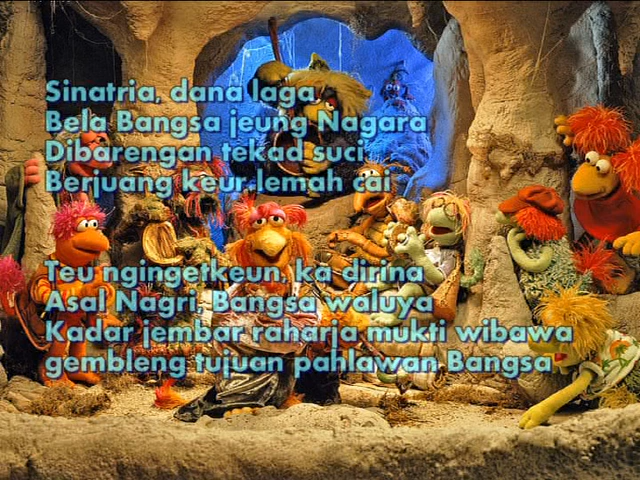 Sinatria, dana laga
Bela Bangsa jeung Nagara
Dibarengan tekad suci
Berjuang keur lemah cai
Teu ngingetkeun, ka dirina
Asal Nagri, Bangsa waluya
Kadar jembar raharja mukti wibawa
gembleng tujuan pahlawan Bangsa